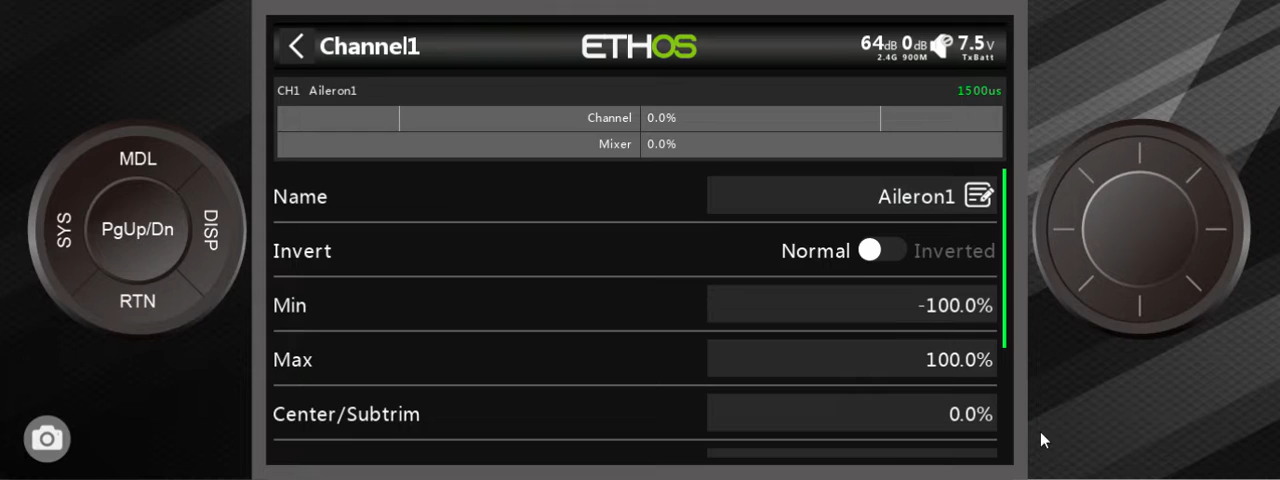 Channel1
ETHOS
64dB 0dB 7.5V
2.4G 900M TxBatt
CH1 Aileron1 1500us
Channel 0.0%
Mixer 0.0%
Name Aileron1
Invert Normal Inverted
Min -100.0%
Max 100.0%
Center/Subtrim 0.0%
MDL
SYS PgUp/Dn DISP
RTN